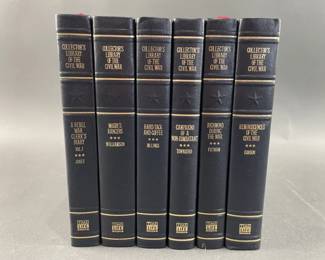 COLLECTOR'S
LIBRARY
OF THE
CIVIL WAR
A REBEL
WAR
CLERK'S
DIARY
VOL.1
JONES
COLLECTOR'S
LIBRARY
OF THE
CIVIL WAR
MOSBY'S
RANGERS
WILLIAMSON
COLLECTOR'S
LIBRARY
OF THE
CIVIL WAR
HARD TACK
AND COFFEE
BILLINGS
COLLECTOR'S
LIBRARY
OF THE
CIVIL WAR
CAMPAIGNS
OF A
NON-COMBATANT
TOWNSEND
COLLECTOR'S
LIBRARY
OF THE
CIVIL WAR
RICHMOND
DURING
THE WAR
PUTNAM
COLLECTOR'S
LIBRARY
OF THE
CIVIL WAR
REMINISCENCES
OF THE
CIVIL WAR
GORDON